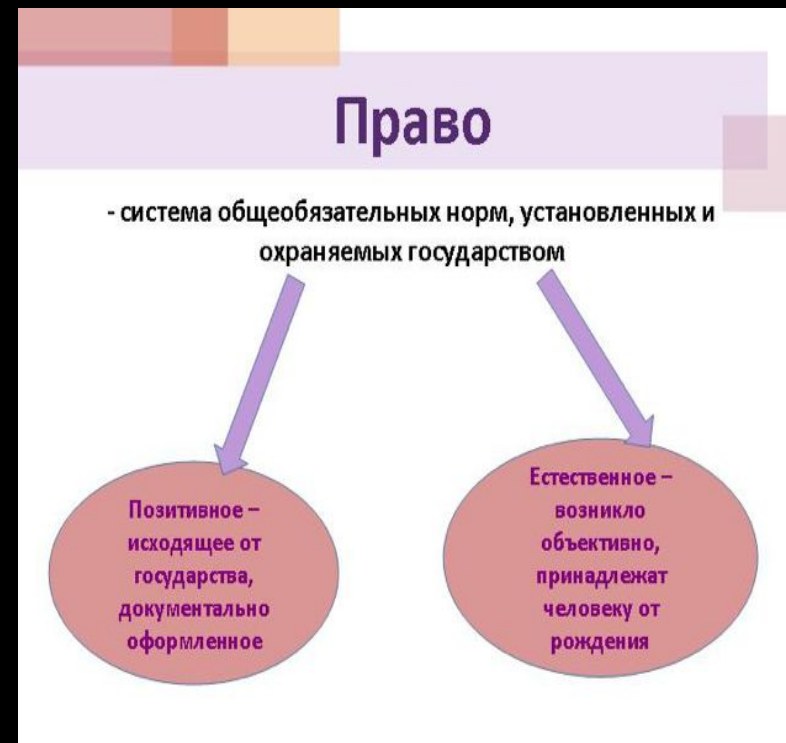 Право
- система общеобязательных норм, установленных и
охраняемых государством
Позитивное –
исходящее от
государства,
документально
оформленное
Естественное –
возникло
объективно,
принадлежат
человеку от
рождения